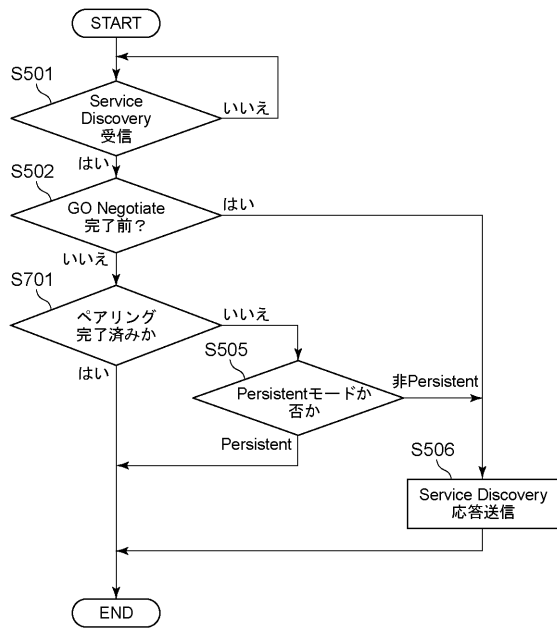 START
S501
Service
Discovery
受信
いいえ
はい
S502
GO Negotiate
完了前？
はい
いいえ
S701
ペアリング
完了済みか
いいえ
はい
S505
Persistentモードか
否か
非Persistent
Persistent
S506
Service Discovery
応答送信
END